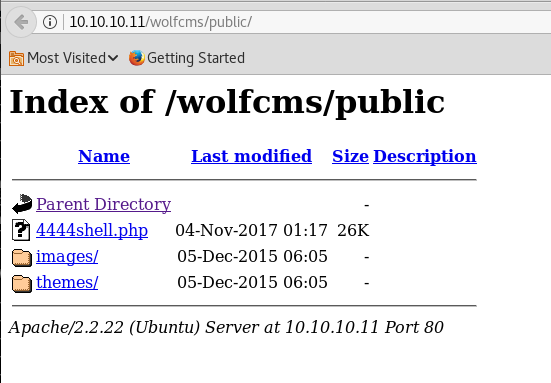 10.10.10.11/wolfcms/public/
Most Visited Getting Started
Index of /wolfcms/public
Name Last modified Size Description
Parent Directory -
4444shell.php 04-Nov-2017 01:17 26K
images/ 05-Dec-2015 06:05 -
themes/ 05-Dec-2015 06:05 -
Apache/2.2.22 (Ubuntu) Server at 10.10.10.11 Port 80